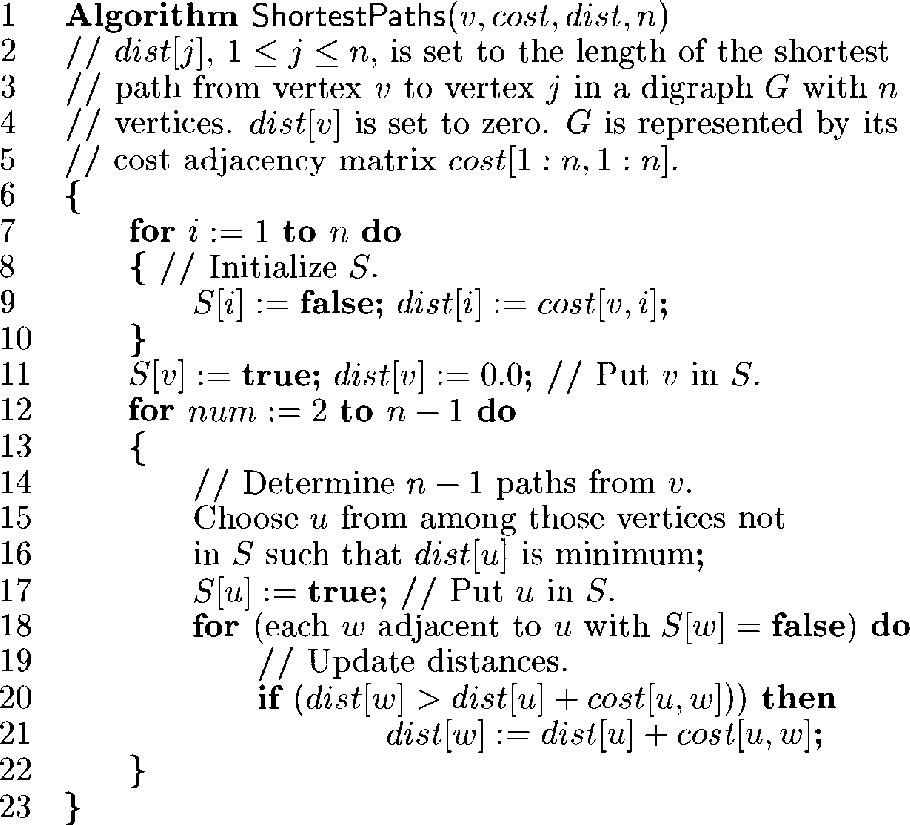 1 Algorithm ShortestPaths(v, cost, dist, n)
2 // dist[j], 1 ≤ j ≤ n, is set to the length of the shortest
3 // path from vertex v to vertex j in a digraph G with n
4 // vertices. dist[v] is set to zero. G is represented by its
5 // cost adjacency matrix cost[1 : n, 1 : n].
6 {
7 for i := 1 to n do
8 { // Initialize S.
9 S[i] := false; dist[i] := cost[v, i];
10 }
11 S[v] := true; dist[v] := 0.0; // Put v in S.
12 for num := 2 to n − 1 do
13 {
14 // Determine n − 1 paths from v.
15 Choose u from among those vertices not
16 in S such that dist[u] is minimum;
17 S[u] := true; // Put u in S.
18 for (each w adjacent to u with S[w] = false) do
19 // Update distances.
20 if (dist[w] > dist[u] + cost[u, w])) then
21 dist[w] := dist[u] + cost[u, w];
22 }
23 }